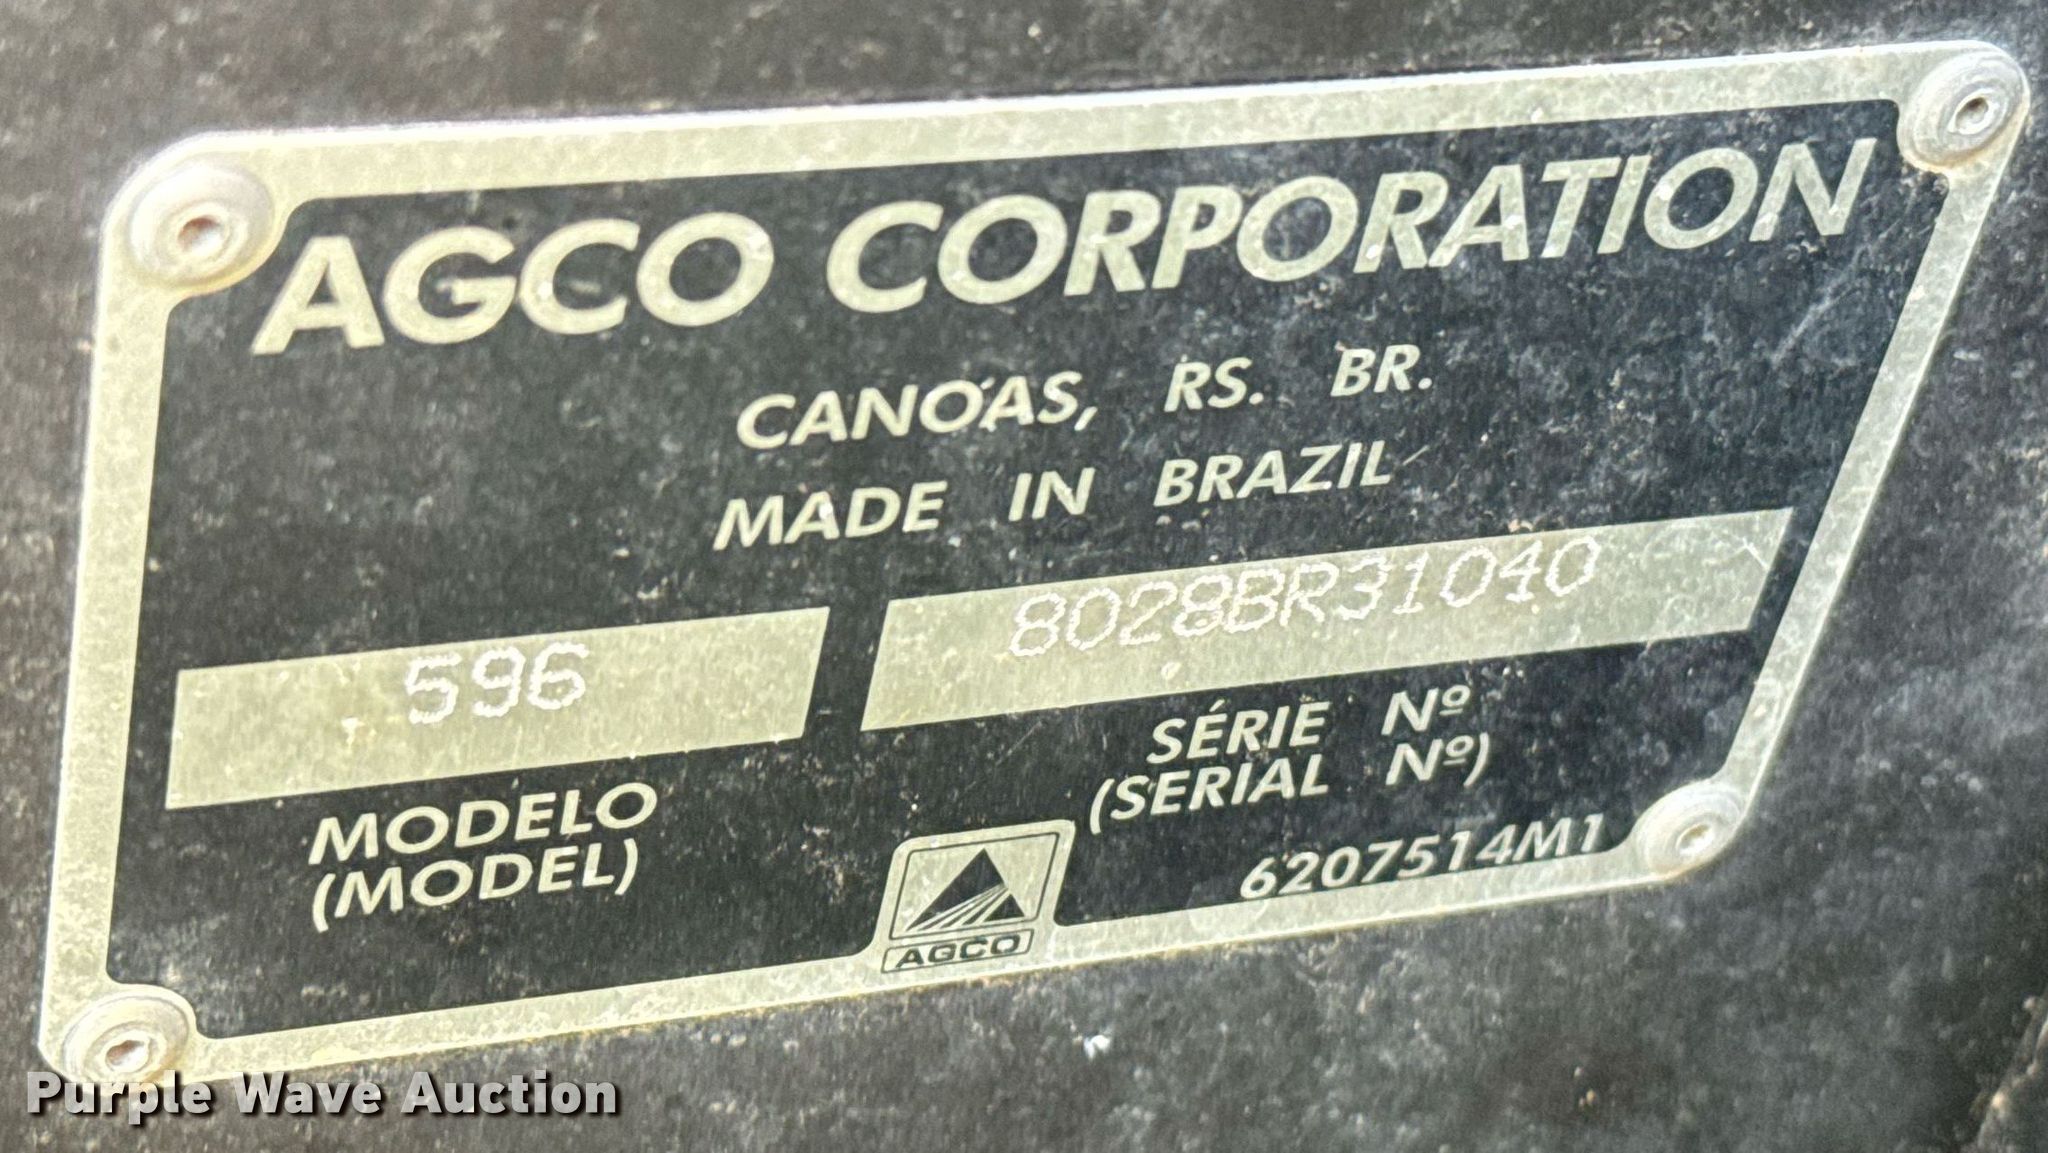 AGCO CORPORATION
CANOAS, RS. BR.
MADE IN BRAZIL
596
8028BR31040
MODELO
(MODEL)
SÉRIE Nº
(SERIAL Nº)
6207514M1
AGCO
Purple Wave Auction